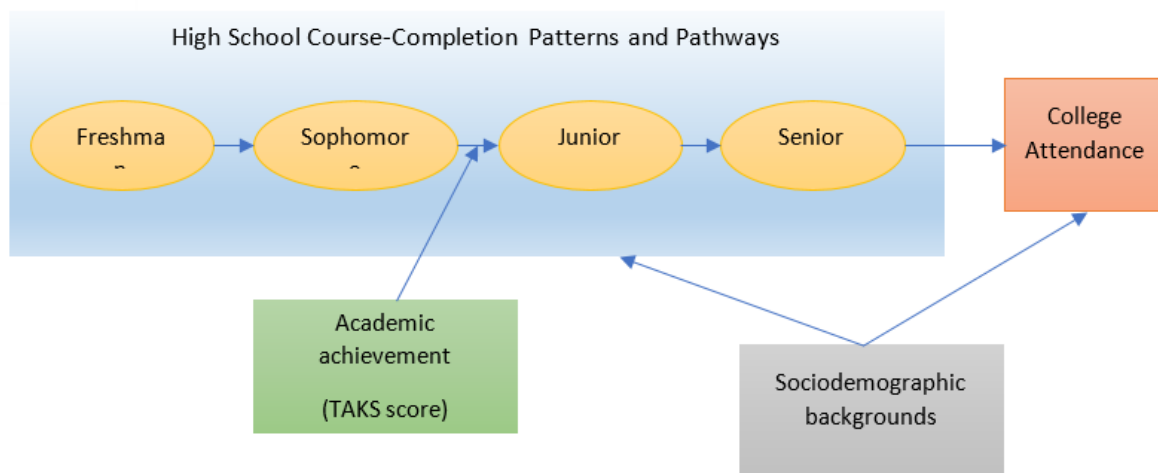 High School Course-Completion Patterns and Pathways
Freshma
n
Sophomor
e
Junior
Senior
College
Attendance
Academic
achievement
(TAKS score)
Sociodemographic
backgrounds